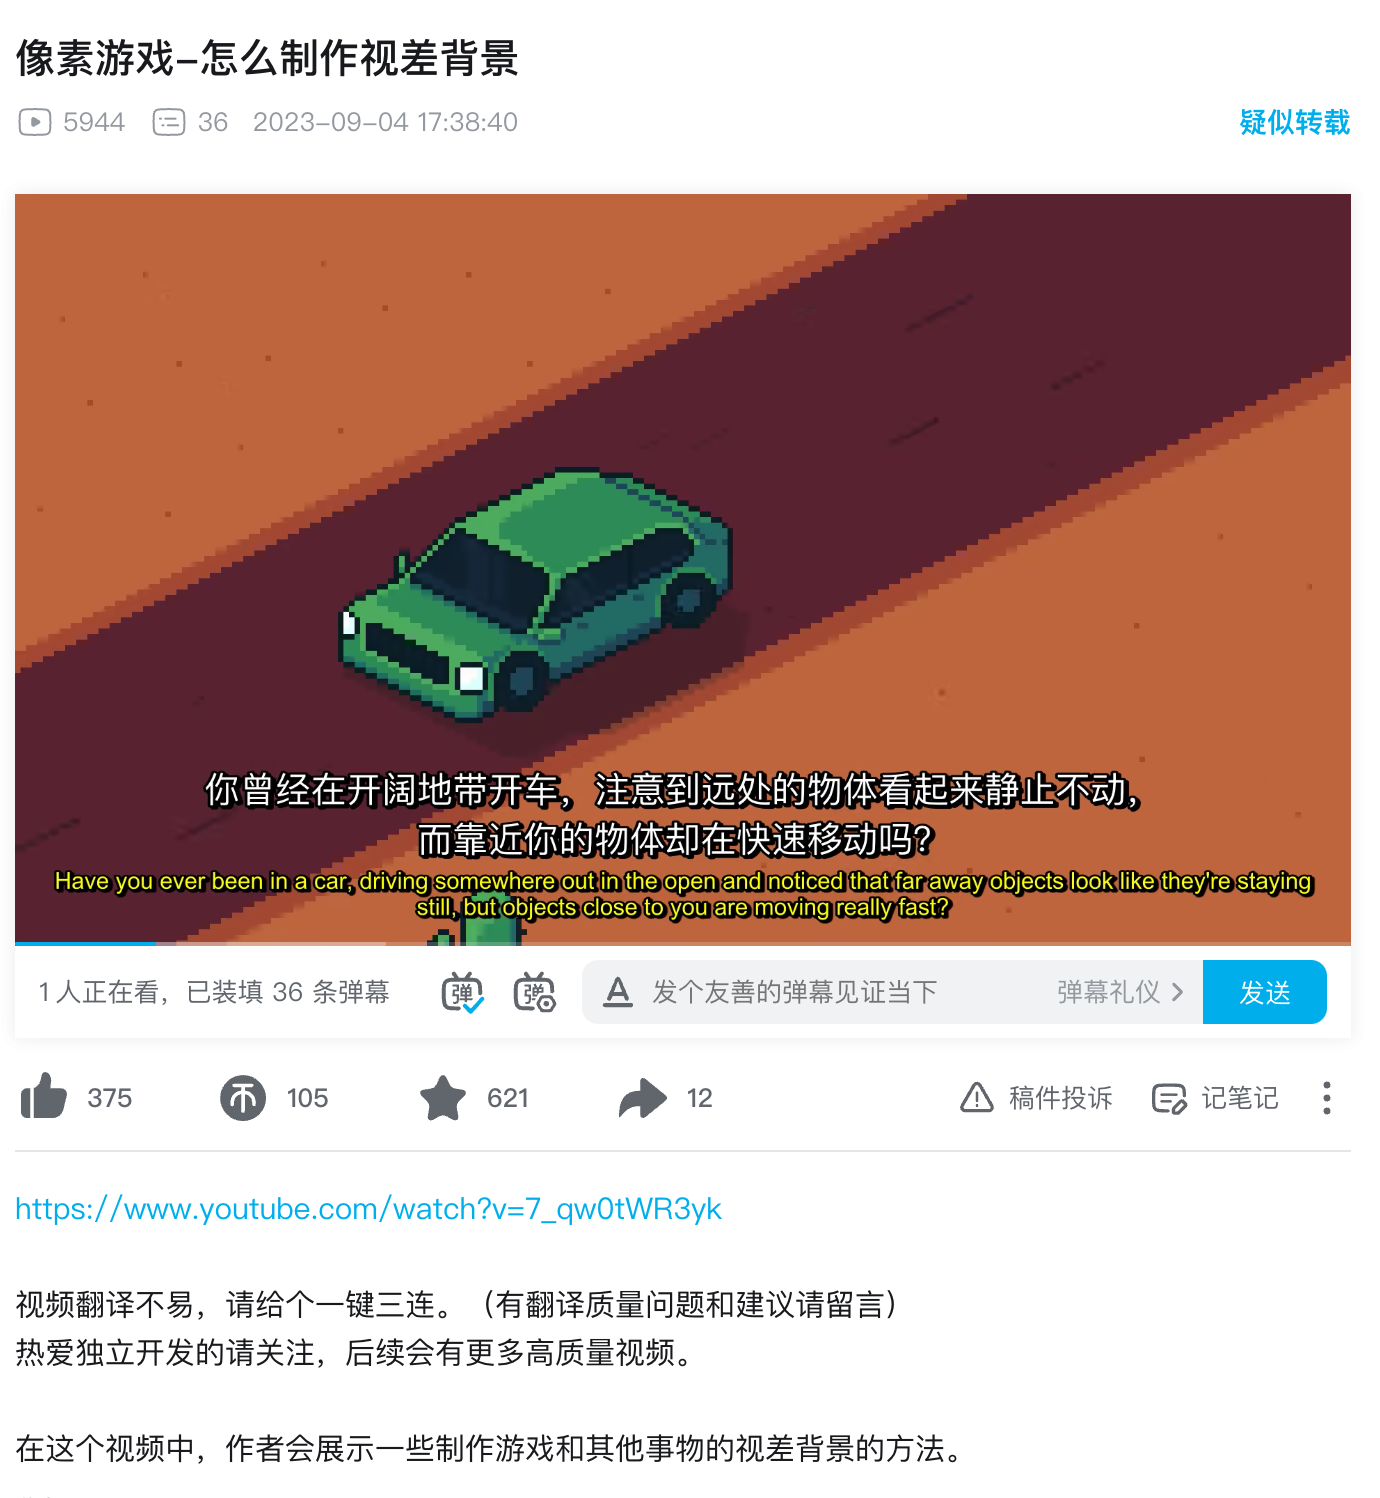 像素游戏-怎么制作视差背景
5944 36 2023-09-04 17:38:40 疑似转载
你曾经在开阔地带开车，注意到远处的物体看起来静止不动，
而靠近你的物体却在快速移动吗？
Have you ever been in a car, driving somewhere out in the open and noticed that far away objects look like they're staying
still, but objects close to you are moving really fast?
1 人正在看，已装填 36 条弹幕 弹 弹 A 发个友善的弹幕见证当下 弹幕礼仪 发送
375 105 621 12 稿件投诉 记笔记
https://www.youtube.com/watch?v=7_qw0tWR3yk
视频翻译不易，请给个一键三连。（有翻译质量问题和建议请留言）
热爱独立开发的请关注，后续会有更多高质量视频。
在这个视频中，作者会展示一些制作游戏和其他事物的视差背景的方法。